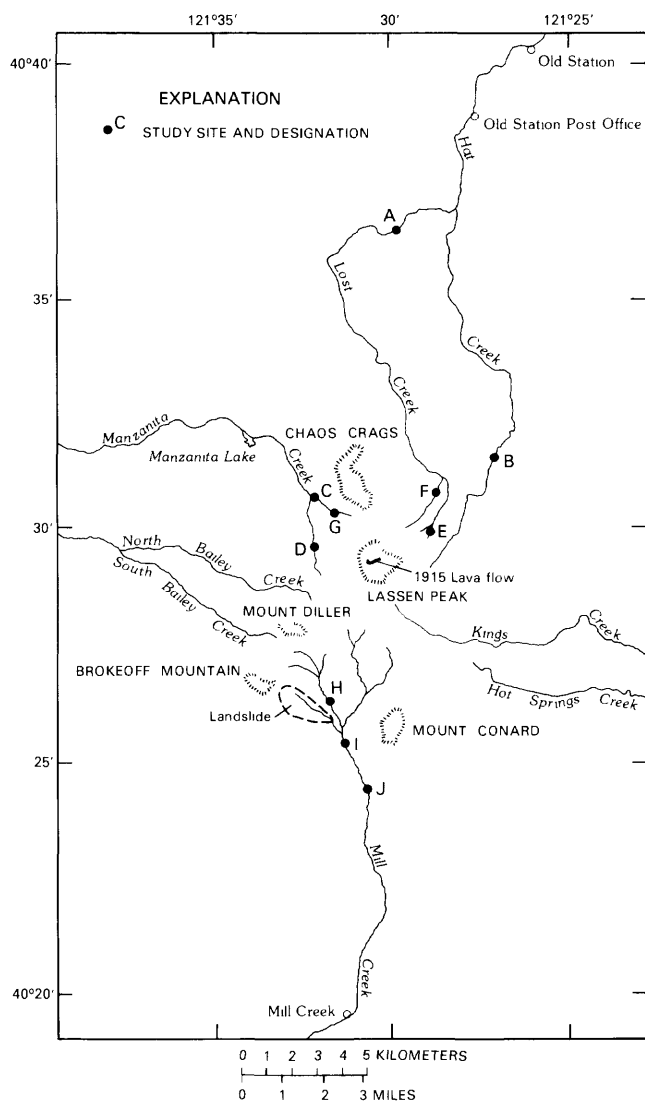 121°35'
30'
121°25'
40°40'
Old Station
EXPLANATION
C
STUDY SITE AND DESIGNATION
Old Station Post Office
Hat
A
Lost
35'
Creek
Creek
Manzanita
CHAOS CRAGS
Manzanita Lake
Creek
B
C
F
G
30'
E
D
North
Bailey
Creek
1915 Lava flow
LASSEN PEAK
South
Bailey
Creek
MOUNT DILLER
Kings
Creek
BROKEOFF MOUNTAIN
Hot Springs Creek
H
Landslide
MOUNT CONARD
I
25'
J
Mill
Creek
40°20'
Mill Creek
0 1 2 3 4 5 KILOMETERS
0 1 2 3 MILES